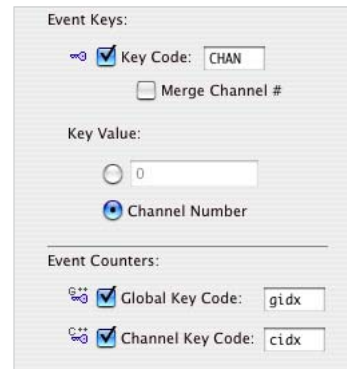 Event Keys:
Key Code: CHAN
Merge Channel #
Key Value:
0
Channel Number
Event Counters:
G++ Global Key Code: gidx
C++ Channel Key Code: cidx